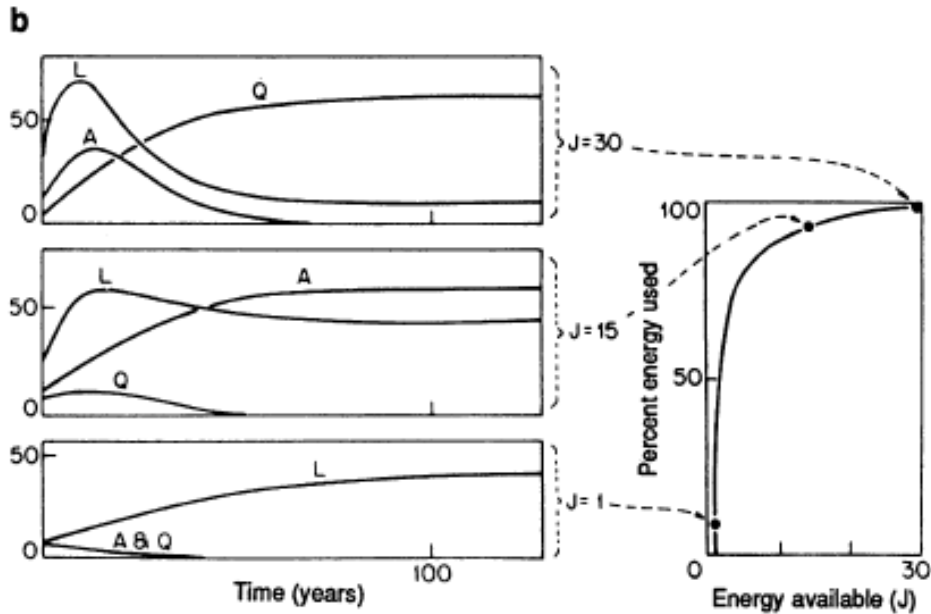 b
L
Q
50
A
0
J=30
L
A
50
Q
0
J=15
50
L
A & Q
0
J=1
100
Time (years)
100
50
Percent energy used
0
30
Energy available (J)